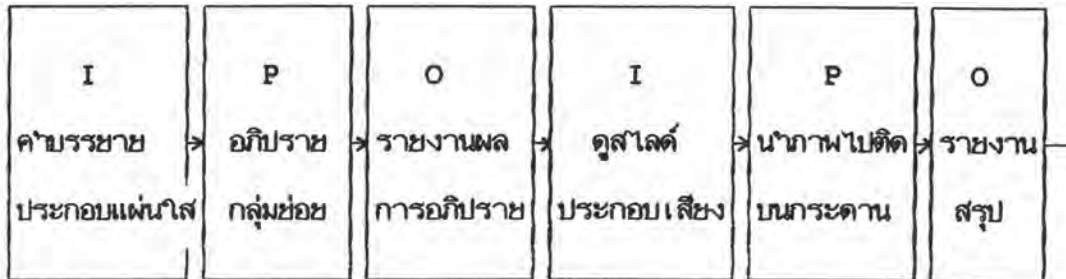 I P O I P O
คำบรรยาย อภิปราย รายงานผล ดูสไลด์ นำภาพไปติด รายงาน
ประกอบแผ่นใส กลุ่มย่อย การอภิปราย ประกอบเสียง บนกระดาน สรุป